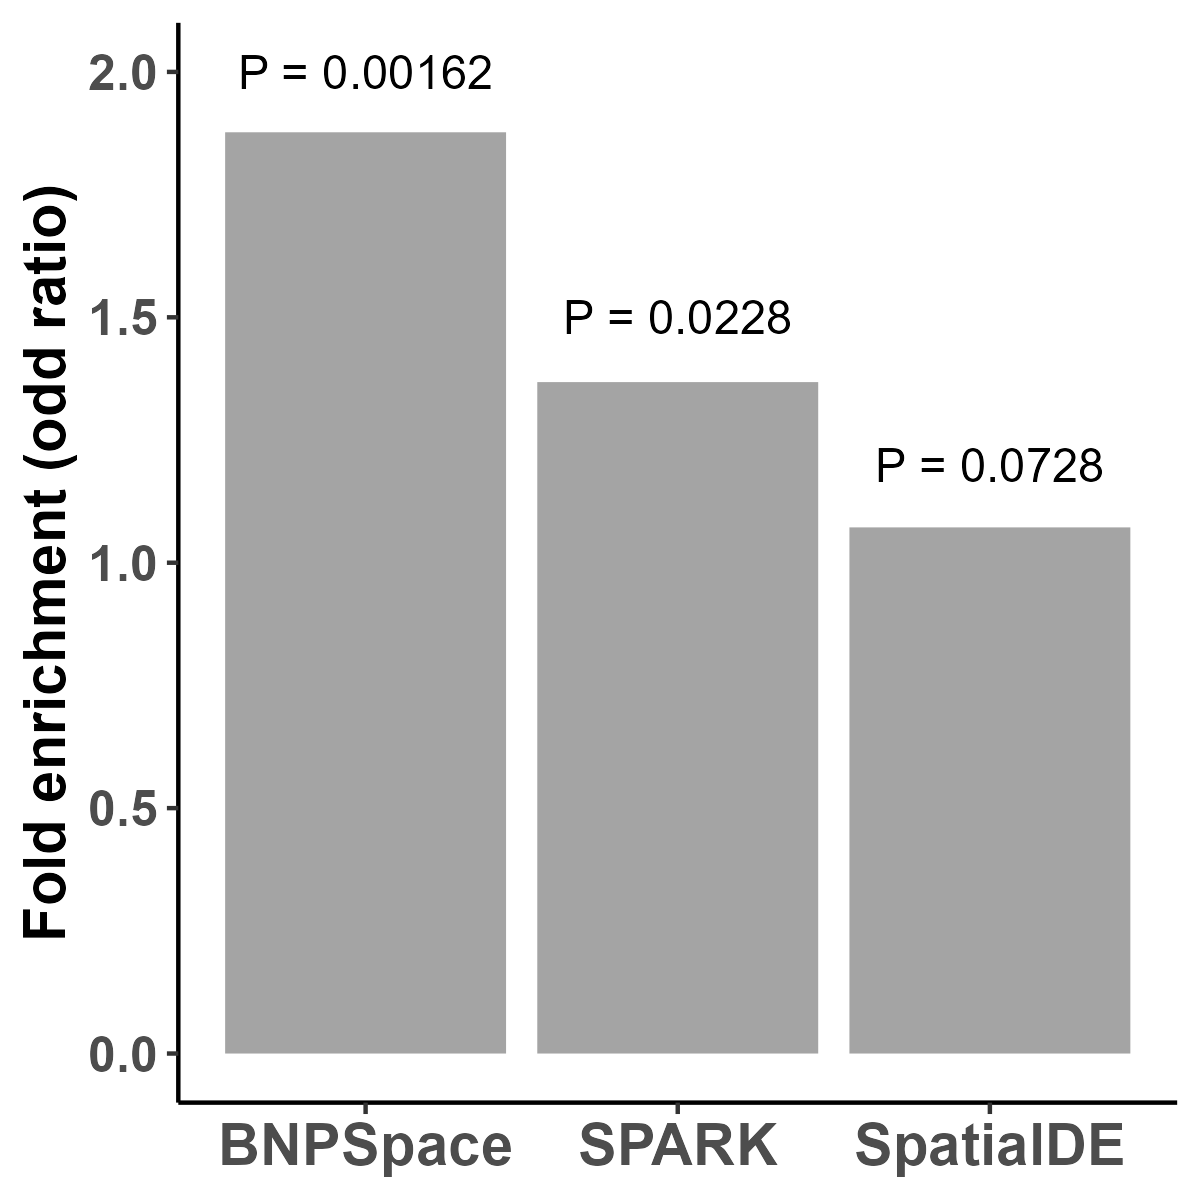 Fold enrichment (odd ratio)
2.0
1.5
1.0
0.5
0.0
P = 0.00162
P = 0.0228
P = 0.0728
BNPSpace
SPARK
SpatialDE